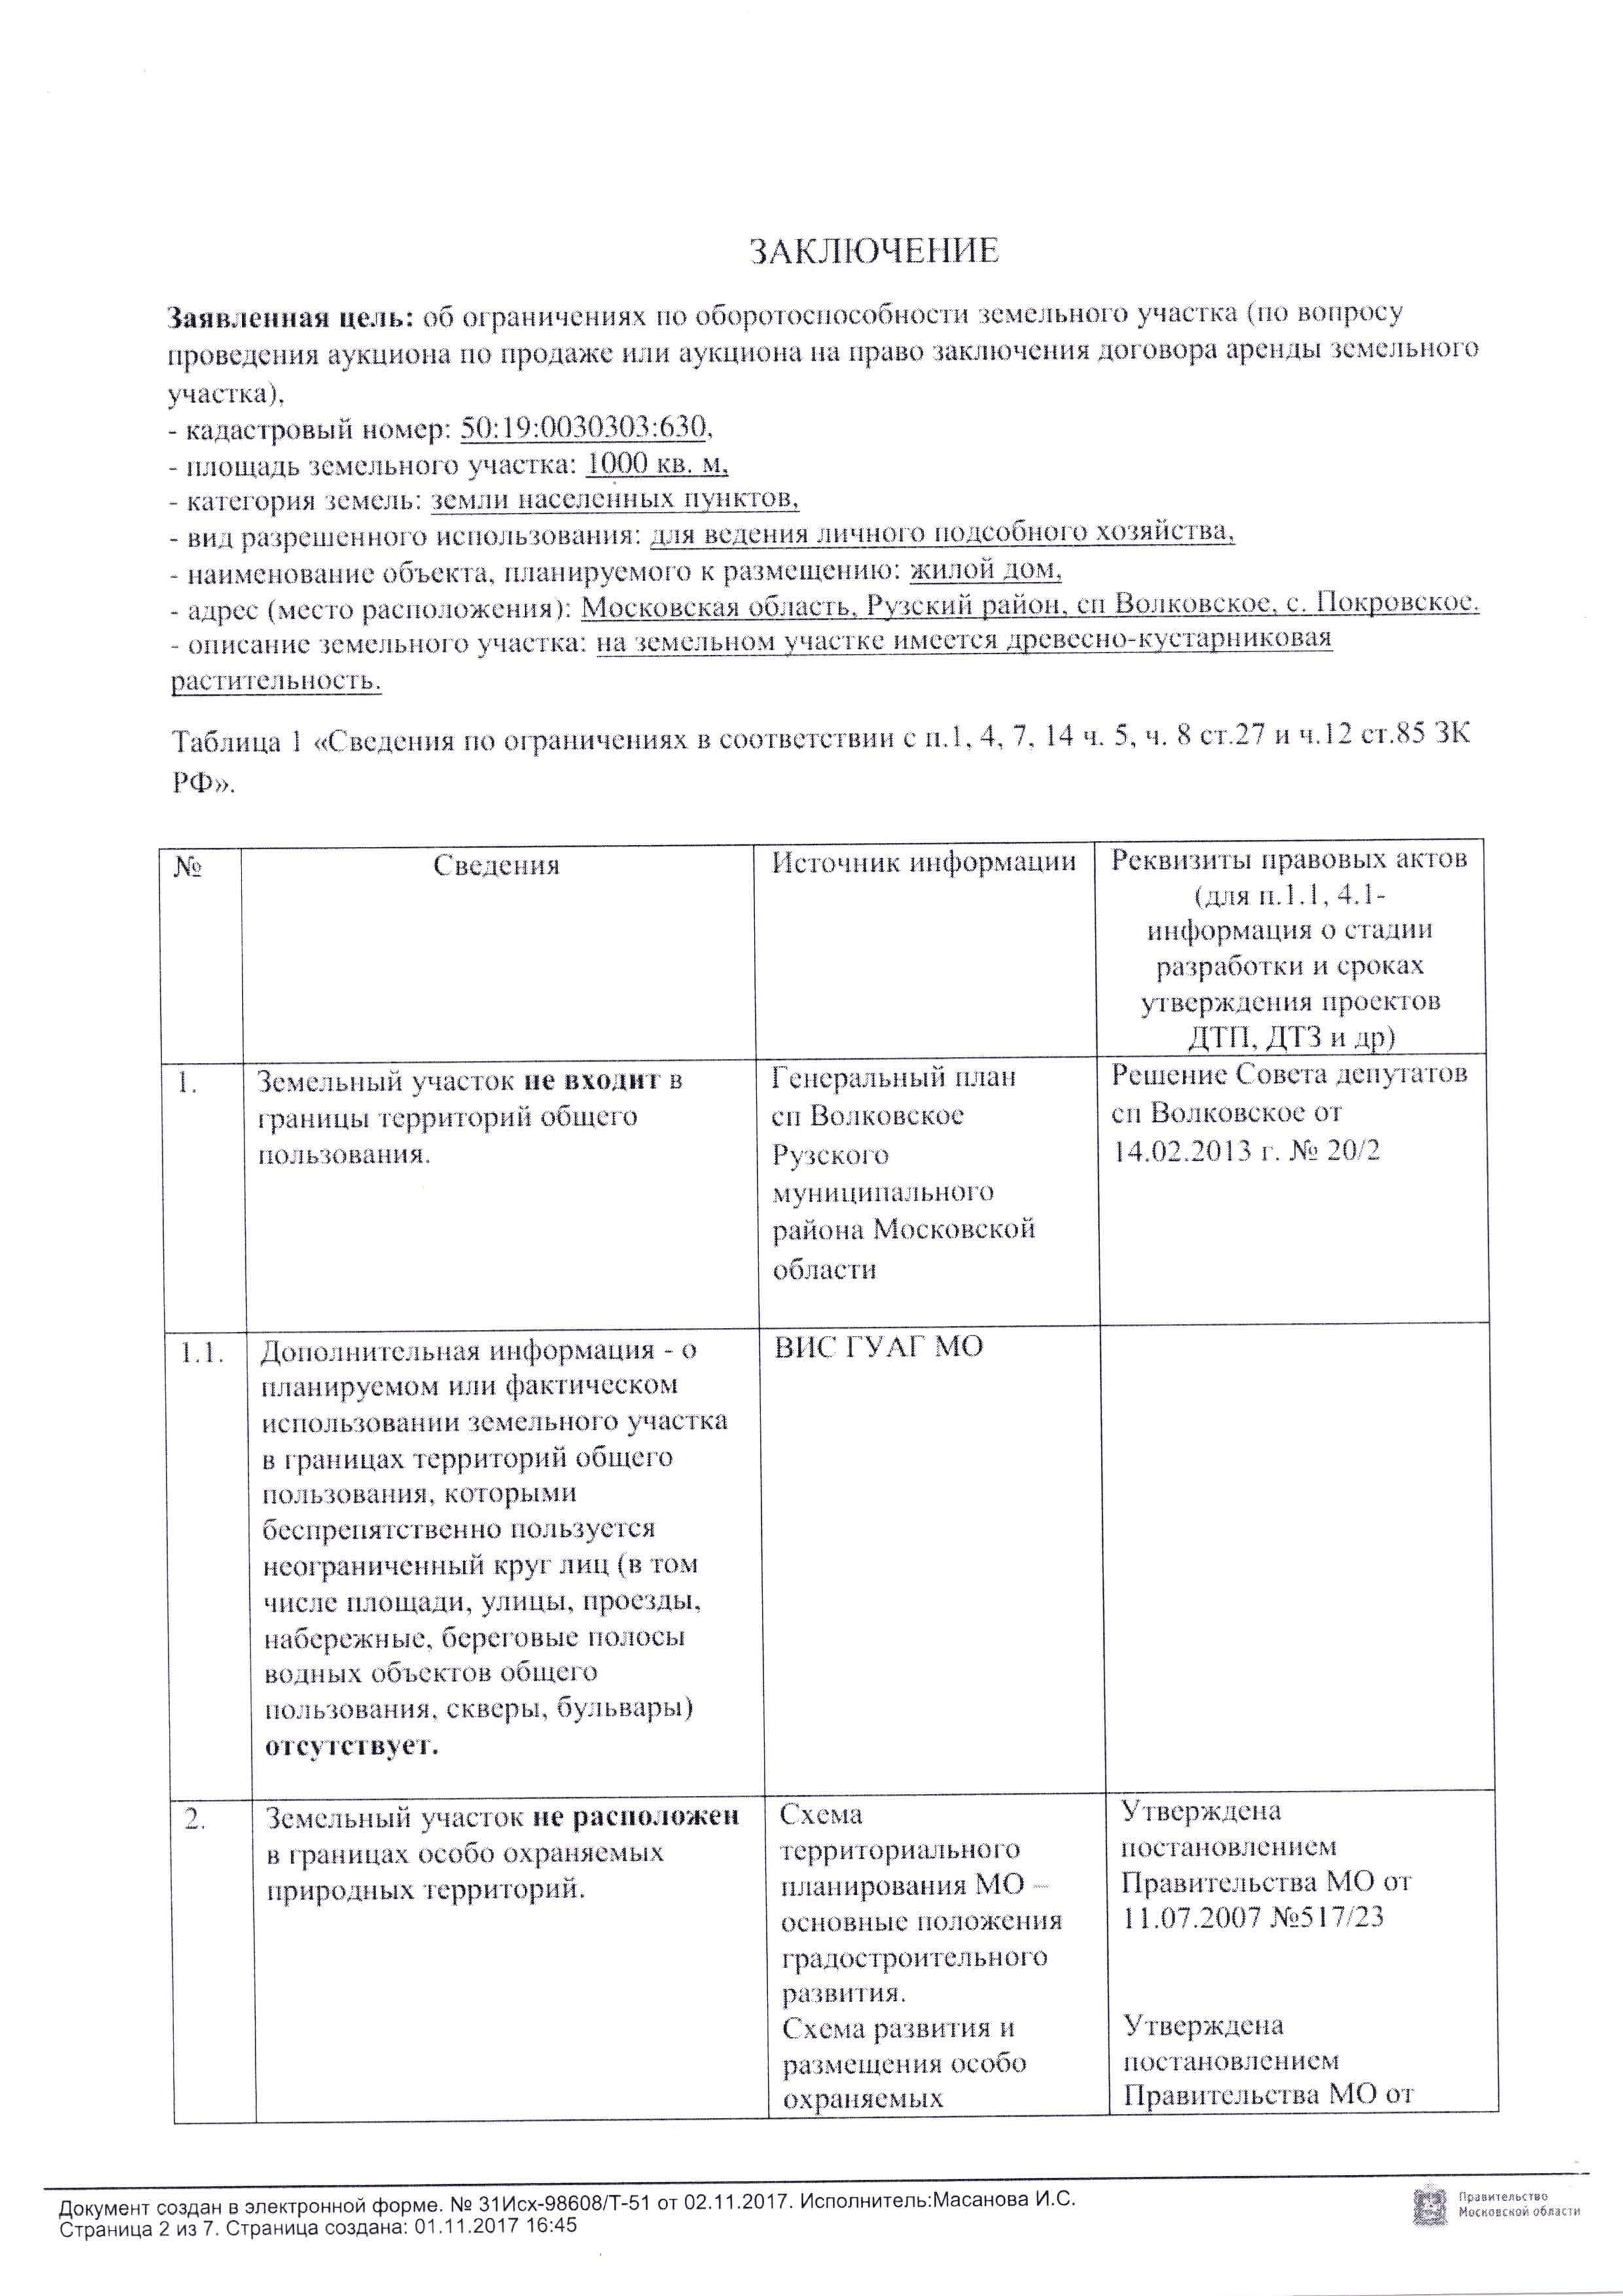 ЗАКЛЮЧЕНИЕ
Заявленная цель: об ограничениях по оборотоспособности земельного участка (по вопросу
проведения аукциона по продаже или аукциона на право заключения договора аренды земельного
участка),
- кадастровый номер: 50:19:0030303:630,
- площадь земельного участка: 1000 кв. м,
- категория земель: земли населенных пунктов,
- вид разрешенного использования: для ведения личного подсобного хозяйства,
- наименование объекта, планируемого к размещению: жилой дом,
- адрес (место расположения): Московская область, Рузский район, сп Волковское, с. Покровское.
- описание земельного участка: на земельном участке имеется древесно-кустарниковая
растительность.
Таблица 1 «Сведения по ограничениях в соответствии с п.1, 4, 7, 14 ч. 5, ч. 8 ст.27 и ч.12 ст.85 ЗК
РФ».
№
Сведения
Источник информации
Реквизиты правовых актов
(для п.1.1, 4.1-
информация о стадии
разработки и сроках
утверждения проектов
ДТП, ДТЗ и др)
1.
Земельный участок не входит в
границы территорий общего
пользования.
Генеральный план
сп Волковское
Рузского
муниципального
района Московской
области
Решение Совета депутатов
сп Волковское от
14.02.2013 г. № 20/2
1.1.
Дополнительная информация - о
планируемом или фактическом
использовании земельного участка
в границах территорий общего
пользования, которыми
беспрепятственно пользуется
неограниченный круг лиц (в том
числе площади, улицы, проезды,
набережные, береговые полосы
водных объектов общего
пользования, скверы, бульвары)
отсутствует.
ВИС ГУАГ МО
2.
Земельный участок не расположен
в границах особо охраняемых
природных территорий.
Схема
территориального
планирования МО –
основные положения
градостроительного
развития.
Схема развития и
размещения особо
охраняемых
Утверждена
постановлением
Правительства МО от
11.07.2007 №517/23
Утверждена
постановлением
Правительства МО от
Документ создан в электронной форме. № 31Исх-98608/Т-51 от 02.11.2017. Исполнитель:Масанова И.С.
Страница 2 из 7. Страница создана: 01.11.2017 16:45
Правительство
Московской области